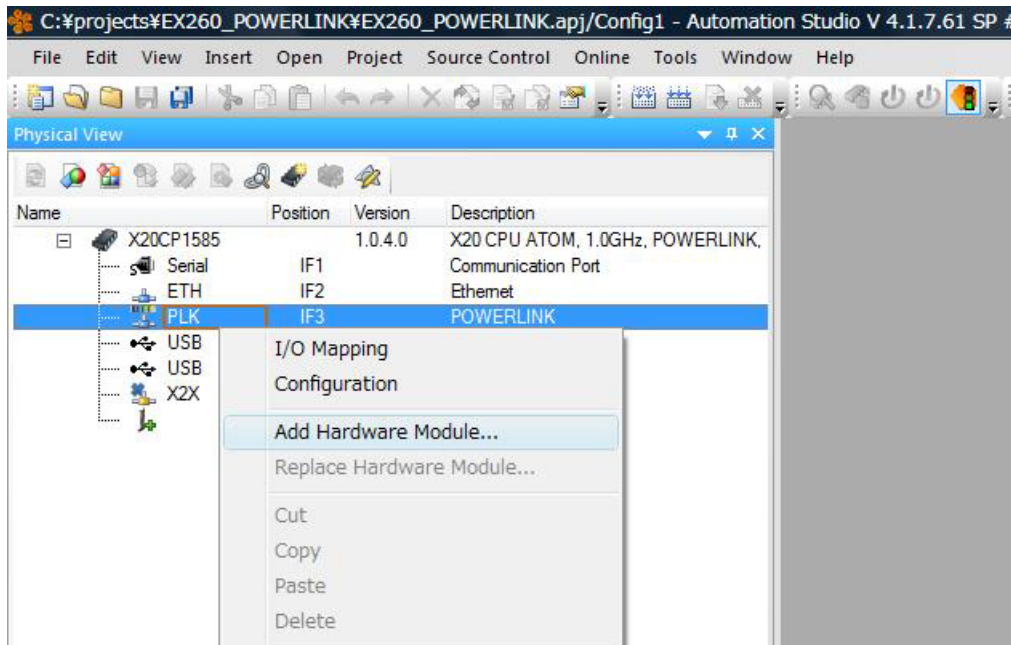 C:¥projects¥EX260_POWERLINK¥EX260_POWERLINK.apj/Config1 - Automation Studio V 4.1.7.61 SP #
File Edit View Insert Open Project Source Control Online Tools Window Help
Physical View
Name Position Version Description
X20CP1585 1.0.4.0 X20 CPU ATOM, 1.0GHz, POWERLINK,
Serial IF1 Communication Port
ETH IF2 Ethernet
PLK IF3 POWERLINK
USB
USB
X2X
I/O Mapping
Configuration
Add Hardware Module...
Replace Hardware Module...
Cut
Copy
Paste
Delete